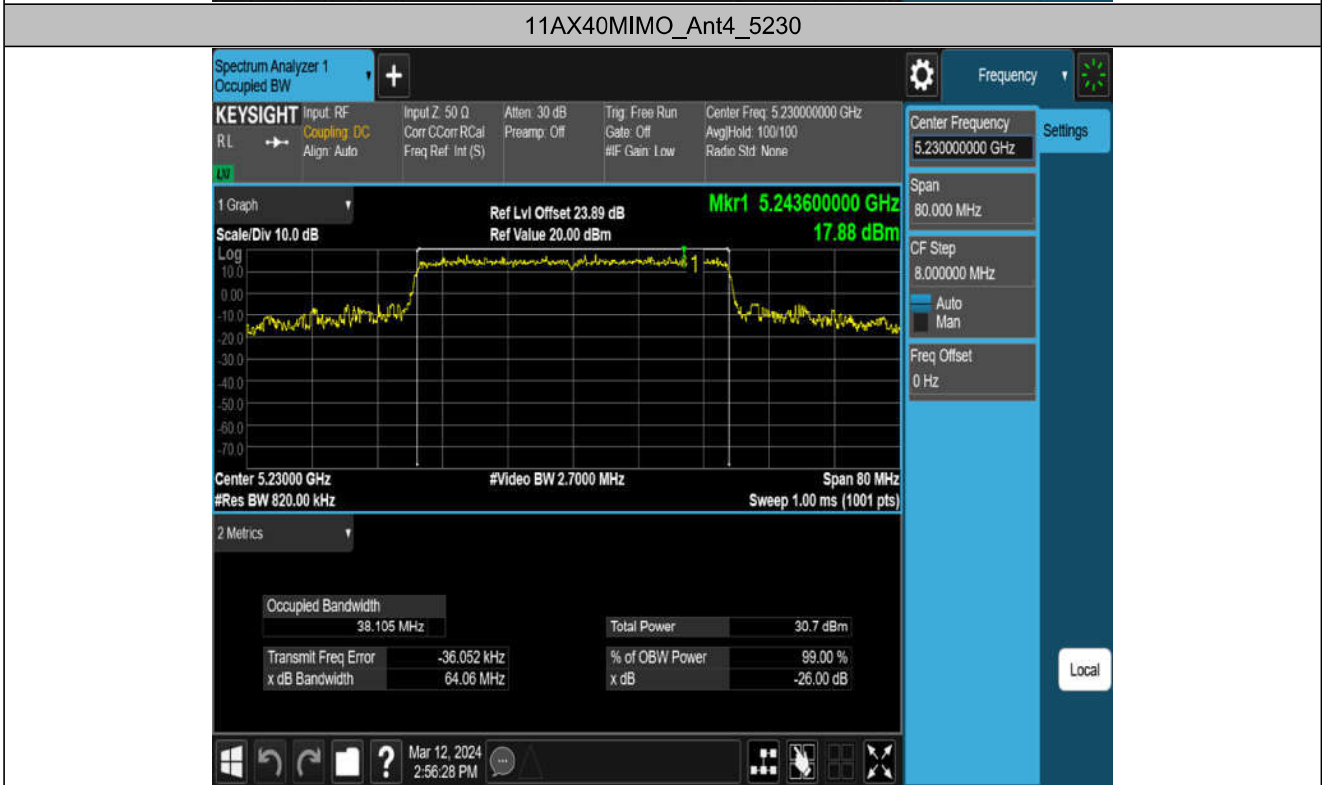 11AX40MIMO_Ant4_5230
Spectrum Analyzer 1
Occupied BW
+
Frequency
KEYSIGHT
RL
Input: RF
Coupling: DC
Align: Auto
Input Z: 50 Ω
Corr CCorr RCal
Freq Ref: Int (S)
Atten: 30 dB
Preamp: Off
Trig: Free Run
Gate: Off
#IF Gain: Low
Center Freq: 5.230000000 GHz
Avg|Hold: 100/100
Radio Std: None
1 Graph
Scale/Div 10.0 dB
Ref Lvl Offset 23.89 dB
Ref Value 20.00 dBm
Mkr1 5.243600000 GHz
17.88 dBm
Log
10.0
0.00
-10.0
-20.0
-30.0
-40.0
-50.0
-60.0
-70.0
1
Center 5.23000 GHz
#Res BW 820.00 kHz
#Video BW 2.7000 MHz
Span 80 MHz
Sweep 1.00 ms (1001 pts)
2 Metrics
Occupied Bandwidth
38.105 MHz
Total Power 30.7 dBm
Transmit Freq Error -36.052 kHz
% of OBW Power 99.00 %
x dB Bandwidth 64.06 MHz
x dB -26.00 dB
Center Frequency
5.230000000 GHz
Settings
Span
80.000 MHz
CF Step
8.000000 MHz
Auto
Man
Freq Offset
0 Hz
Local
?
Mar 12, 2024
2:56:28 PM